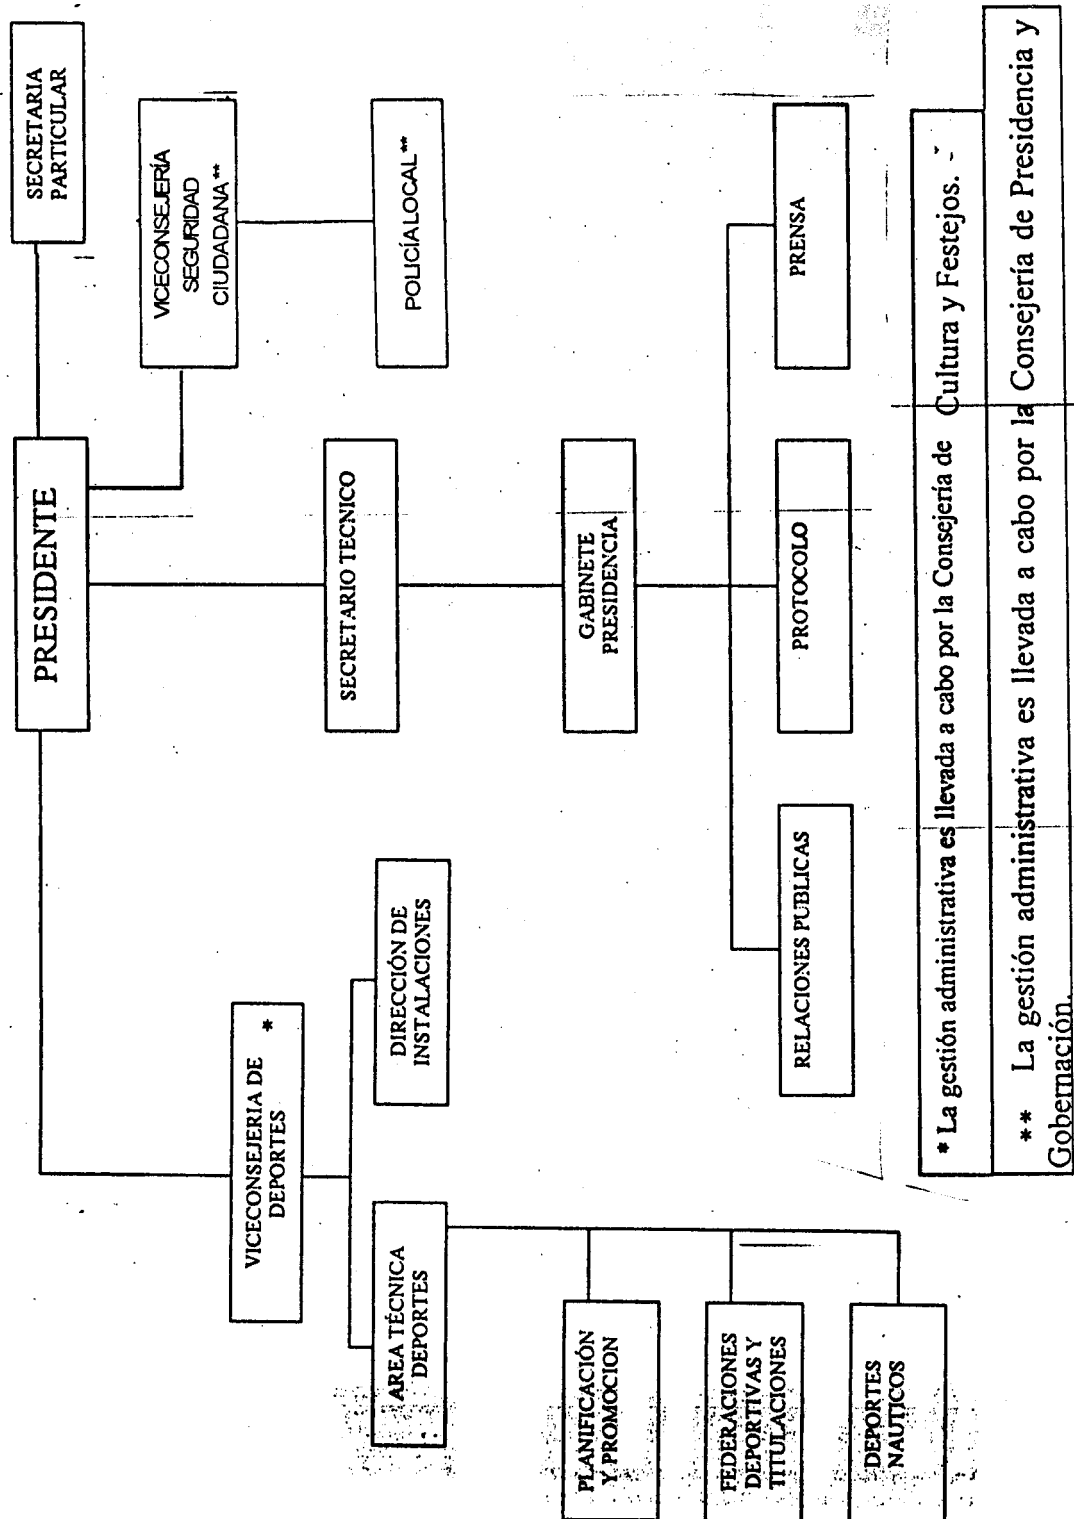 SECRETARIA
PARTICULAR
PRESIDENTE
VICECONSEJERÍA
SEGURIDAD
CIUDADANA**
VICECONSEJERIA DE
DEPORTES *
SECRETARIO TECNICO
AREA TÉCNICA
DEPORTES
DIRECCIÓN DE
INSTALACIONES
POLICÍA LOCAL**
PLANIFICACIÓN
Y PROMOCION
GABINETE
PRESIDENCIA
FEDERACIONES
DEPORTIVAS Y
TITULACIONES
DEPORTES
NAUTICOS
RELACIONES PUBLICAS
PROTOCOLO
PRENSA
* La gestión administrativa es llevada a cabo por la Consejería de Cultura y Festejos. -
** La gestión administrativa es llevada a cabo por la Consejería de Presidencia y
Gobernación.